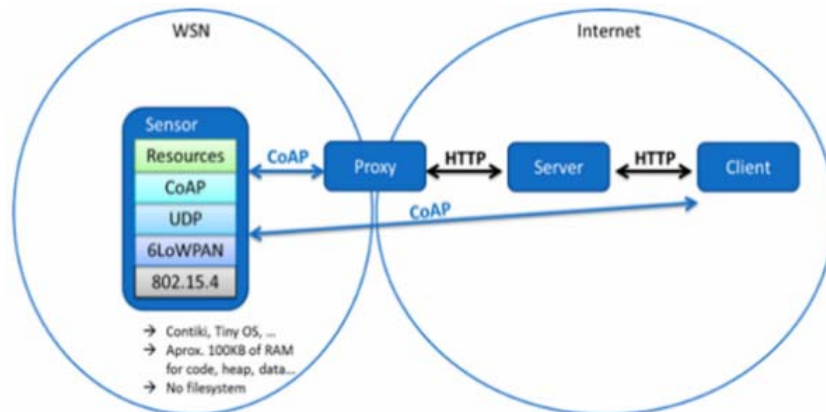 WSN
Internet
Sensor
Resources
CoAP
UDP
6LoWPAN
802.15.4
CoAP
Proxy
HTTP
Server
HTTP
Client
CoAP
→ Contiki, Tiny OS, ...
→ Aprox. 100KB of RAM
for code, heap, data...
→ No filesystem